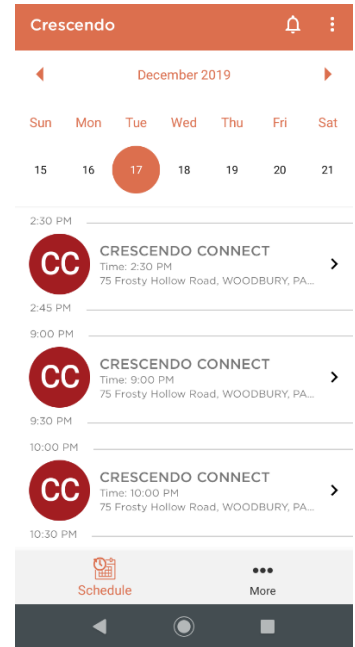 Crescendo
December 2019
Sun Mon Tue Wed Thu Fri Sat
15 16 17 18 19 20 21
2:30 PM
CC
CRESCENDO CONNECT
Time: 2:30 PM
75 Frosty Hollow Road, WOODBURY, PA...
2:45 PM
9:00 PM
CC
CRESCENDO CONNECT
Time: 9:00 PM
75 Frosty Hollow Road, WOODBURY, PA...
9:30 PM
10:00 PM
CC
CRESCENDO CONNECT
Time: 10:00 PM
75 Frosty Hollow Road, WOODBURY, PA...
10:30 PM
Schedule More